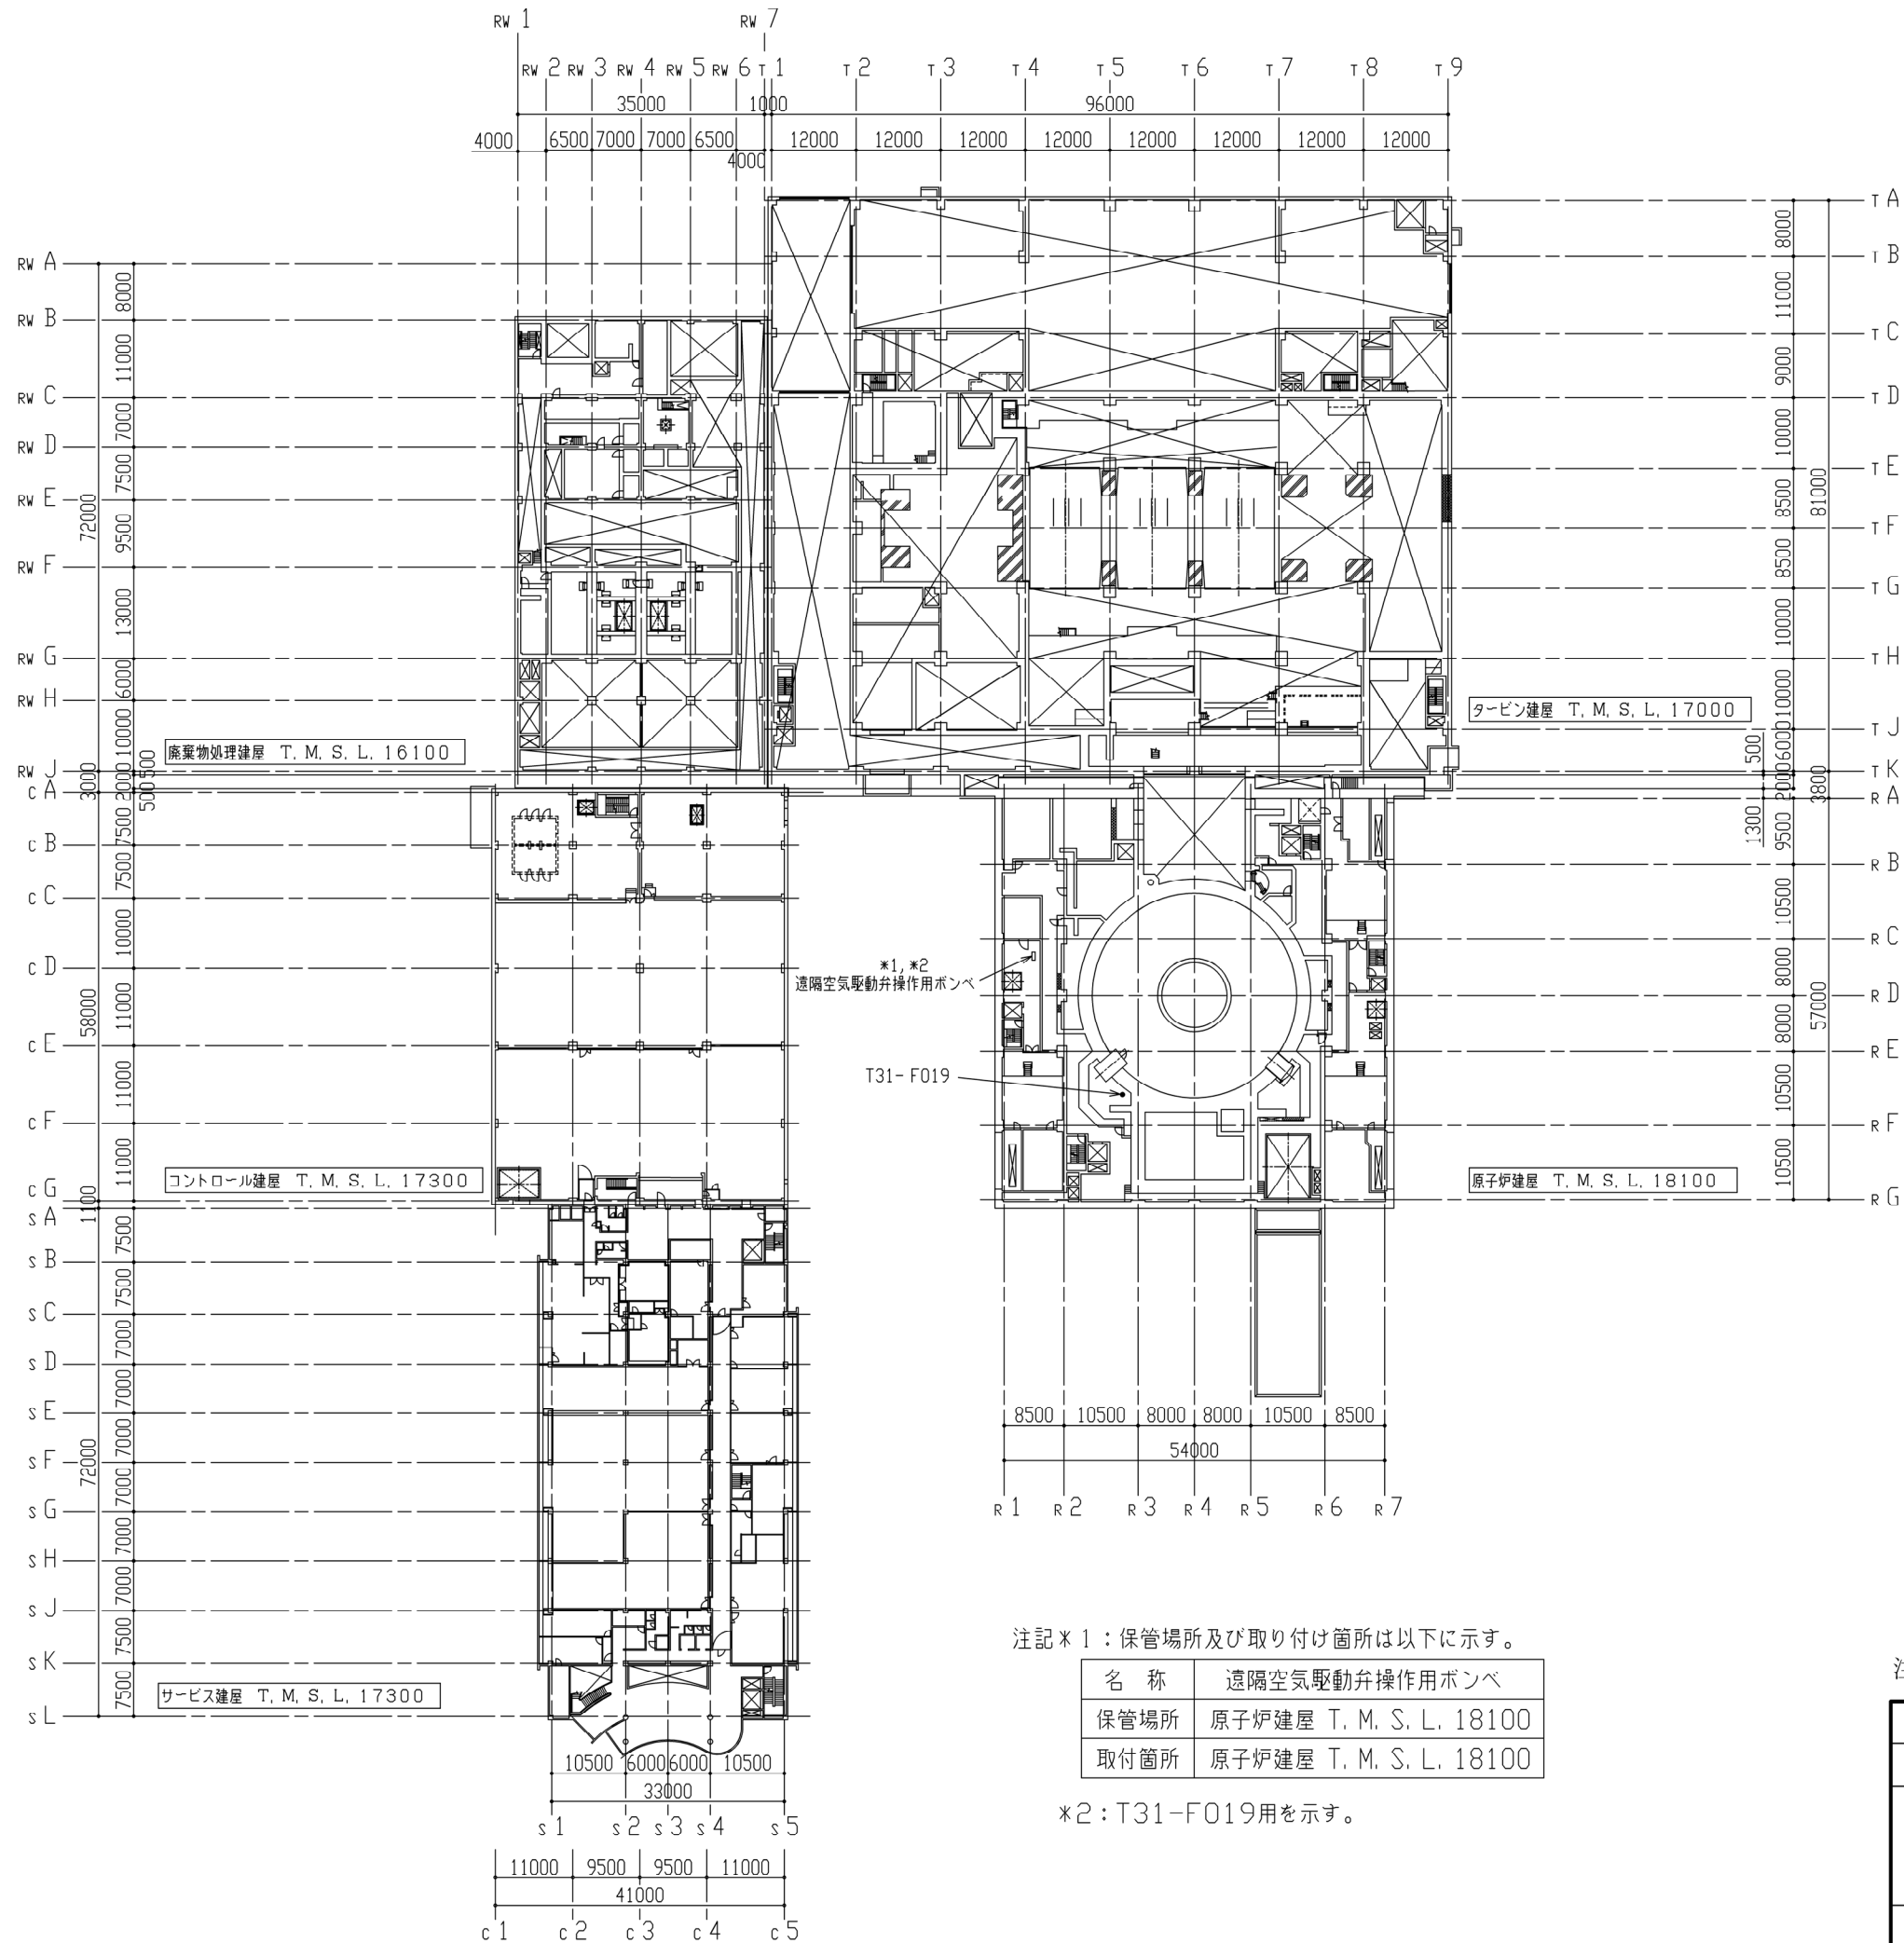 RW 1
RW 7
RW 2 RW 3 RW 4 RW 5 RW 6 T 1 T 2 T 3 T 4 T 5 T 6 T 7 T 8 T 9
35000 1000 96000
4000 6500 7000 7000 6500 4000 12000 12000 12000 12000 12000 12000 12000 12000
RW A
8000
RW B
11000
RW C
7000
RW D
7500
RW E
72000
9500
RW F
13000
RW G
6000
RW H
10000
RW J
廃棄物処理建屋 T. M. S. L. 16100
3000
2000
500
500
c A
7500
c B
7500
c C
10000
c D
11000
58000
c E
11000
c F
11000
c G
コントロール建屋 T. M. S. L. 17300
1100
s A
7500
s B
7500
s C
7000
s D
7000
s E
7000
s F
72000
7000
s G
7000
s H
7000
s J
7500
s K
7500
s L
サービス建屋 T. M. S. L. 17300
10500 6000 6000 10500
33000
s 1 s 2 s 3 s 4 s 5
11000 9500 9500 11000
41000
c 1 c 2 c 3 c 4 c 5
T A
8000
T B
11000
T C
9000
T D
10000
T E
8500
81000
T F
8500
T G
10000
T H
10000
タービン建屋 T. M. S. L. 17000
T J
6000
500
T K
2000
3800
R A
1300
9500
R B
10500
R C
8000
R D
57000
8000
R E
10500
R F
10500
R G
原子炉建屋 T. M. S. L. 18100
*1, *2
遠隔空気駆動弁操作用ボンベ
T31-F019
8500 10500 8000 8000 10500 8500
54000
R 1 R 2 R 3 R 4 R 5 R 6 R 7
注記*1：保管場所及び取り付け箇所は以下に示す。
名 称 遠隔空気駆動弁操作用ボンベ
保管場所 原子炉建屋 T. M. S. L. 18100
取付箇所 原子炉建屋 T. M. S. L. 18100
*2：T31-F019用を示す。